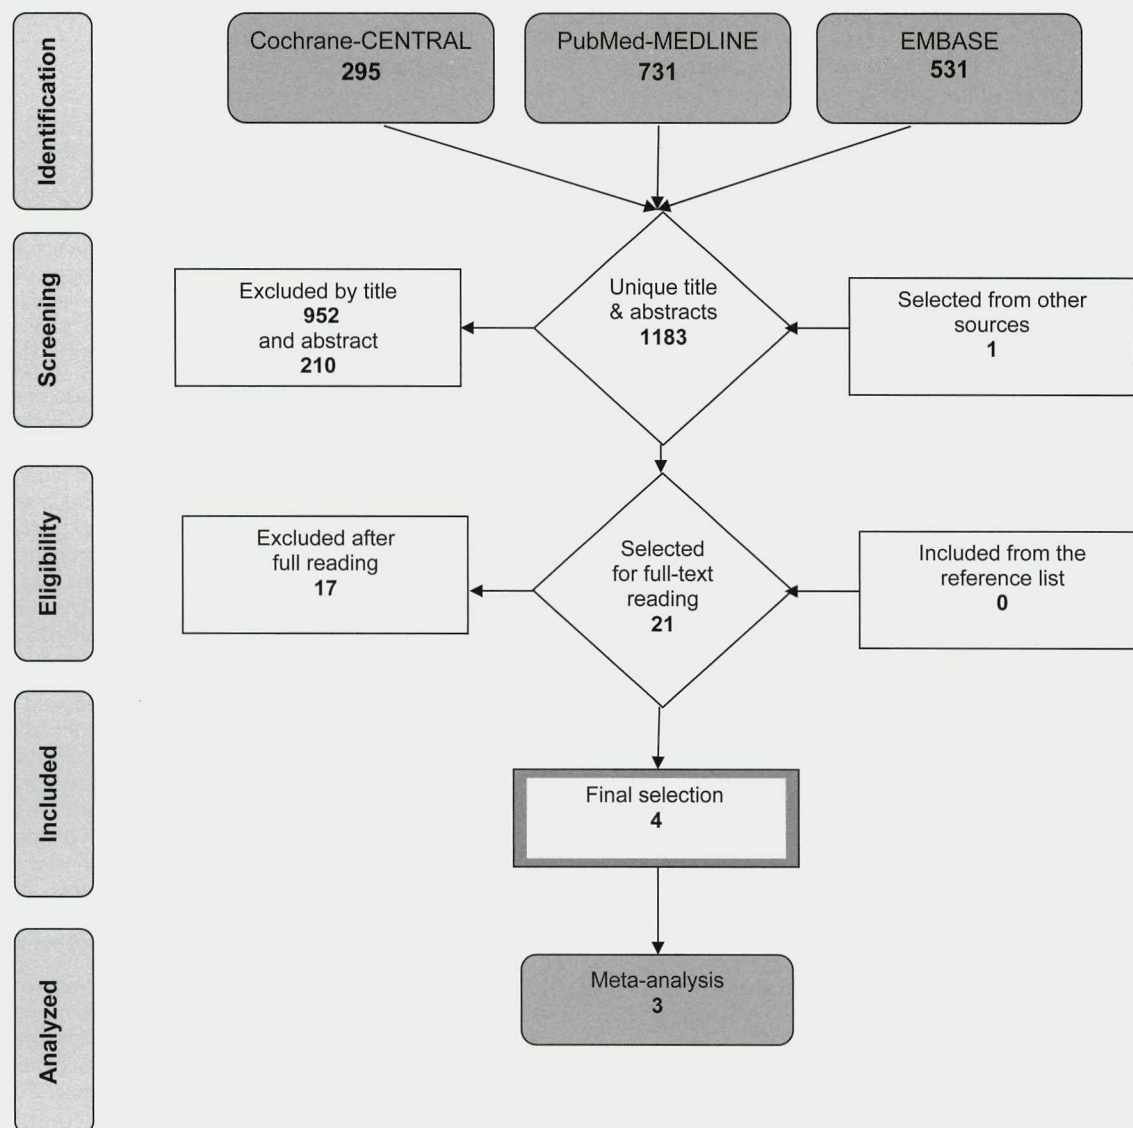 Identification
Cochrane-CENTRAL
295
PubMed-MEDLINE
731
EMBASE
531
Screening
Excluded by title
952
and abstract
210
Unique title
& abstracts
1183
Selected from other
sources
1
Eligibility
Excluded after
full reading
17
Selected
for full-text
reading
21
Included from the
reference list
0
Included
Final selection
4
Analyzed
Meta-analysis
3